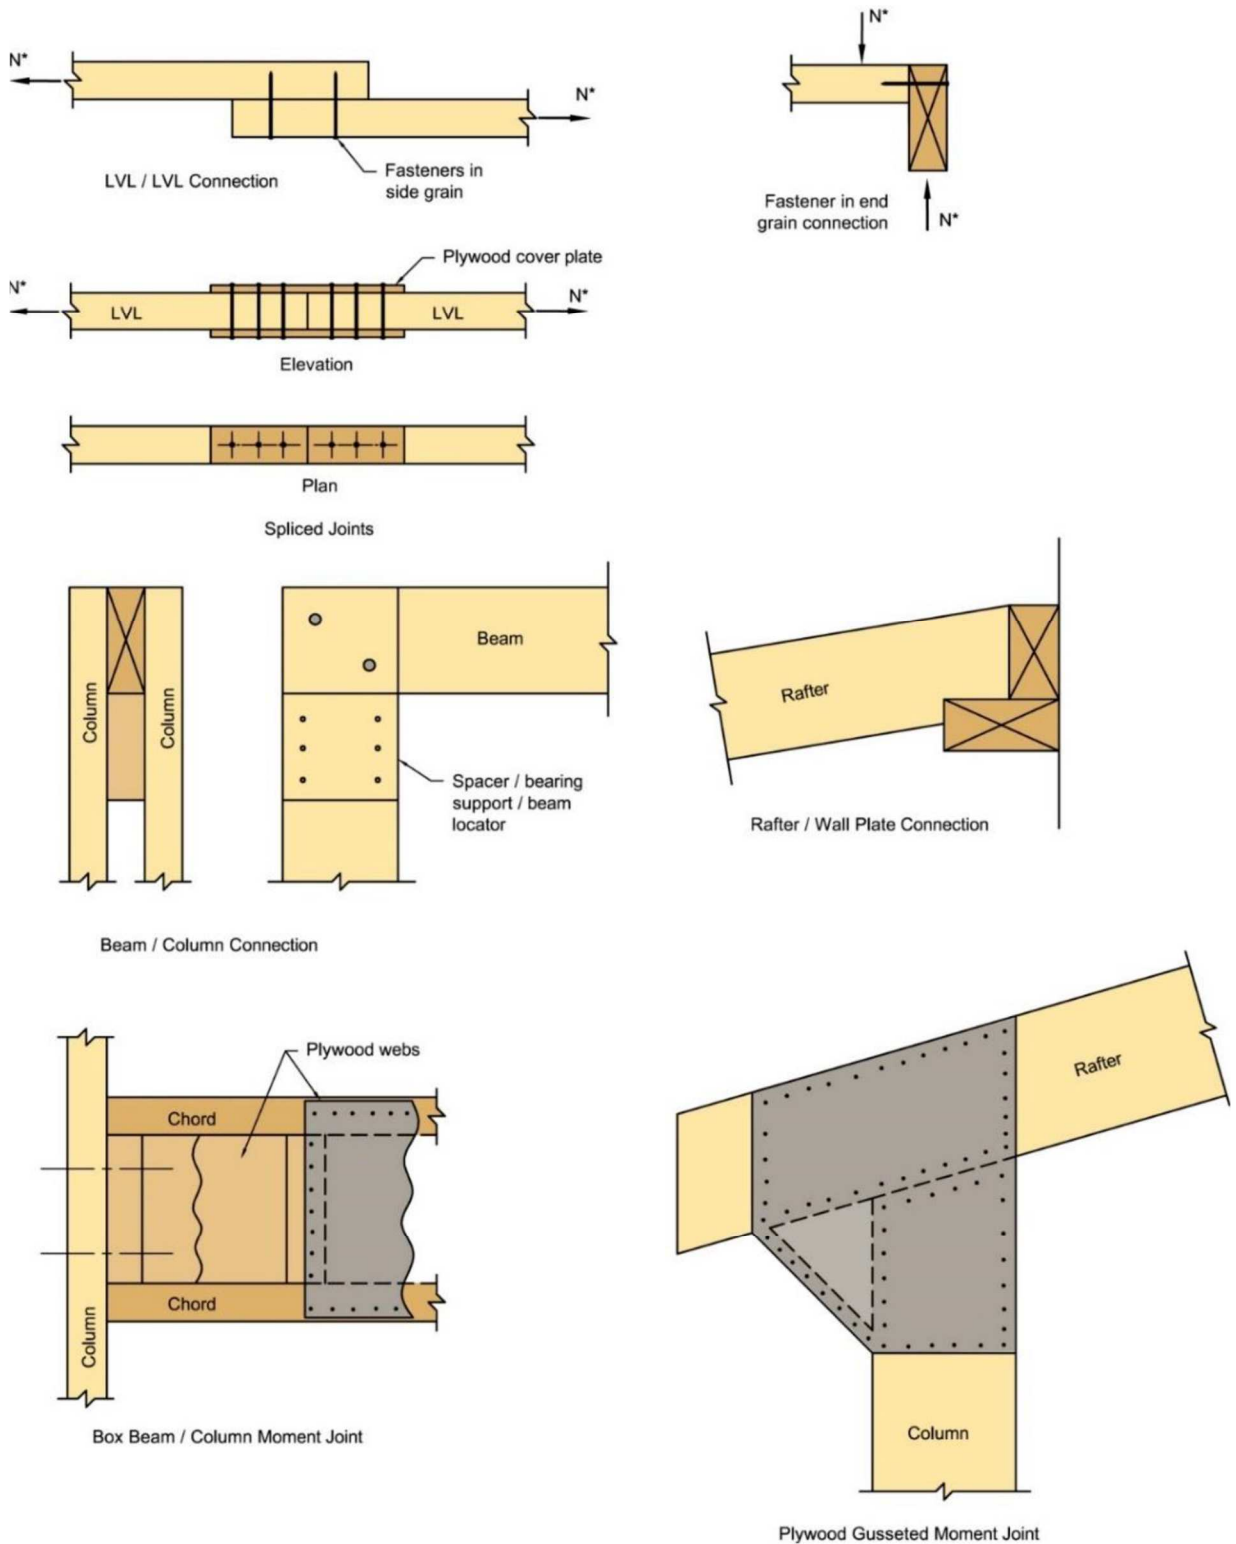 N*
N*
Fasteners in
side grain
LVL / LVL Connection
N*
Fastener in end
grain connection
N*
Plywood cover plate
N*
LVL
LVL
N*
Elevation
Plan
Spliced Joints
Column
Column
Beam
Spacer / bearing
support / beam
locator
Beam / Column Connection
Rafter
Rafter / Wall Plate Connection
Plywood webs
Chord
Chord
Column
Box Beam / Column Moment Joint
Rafter
Column
Plywood Gusseted Moment Joint